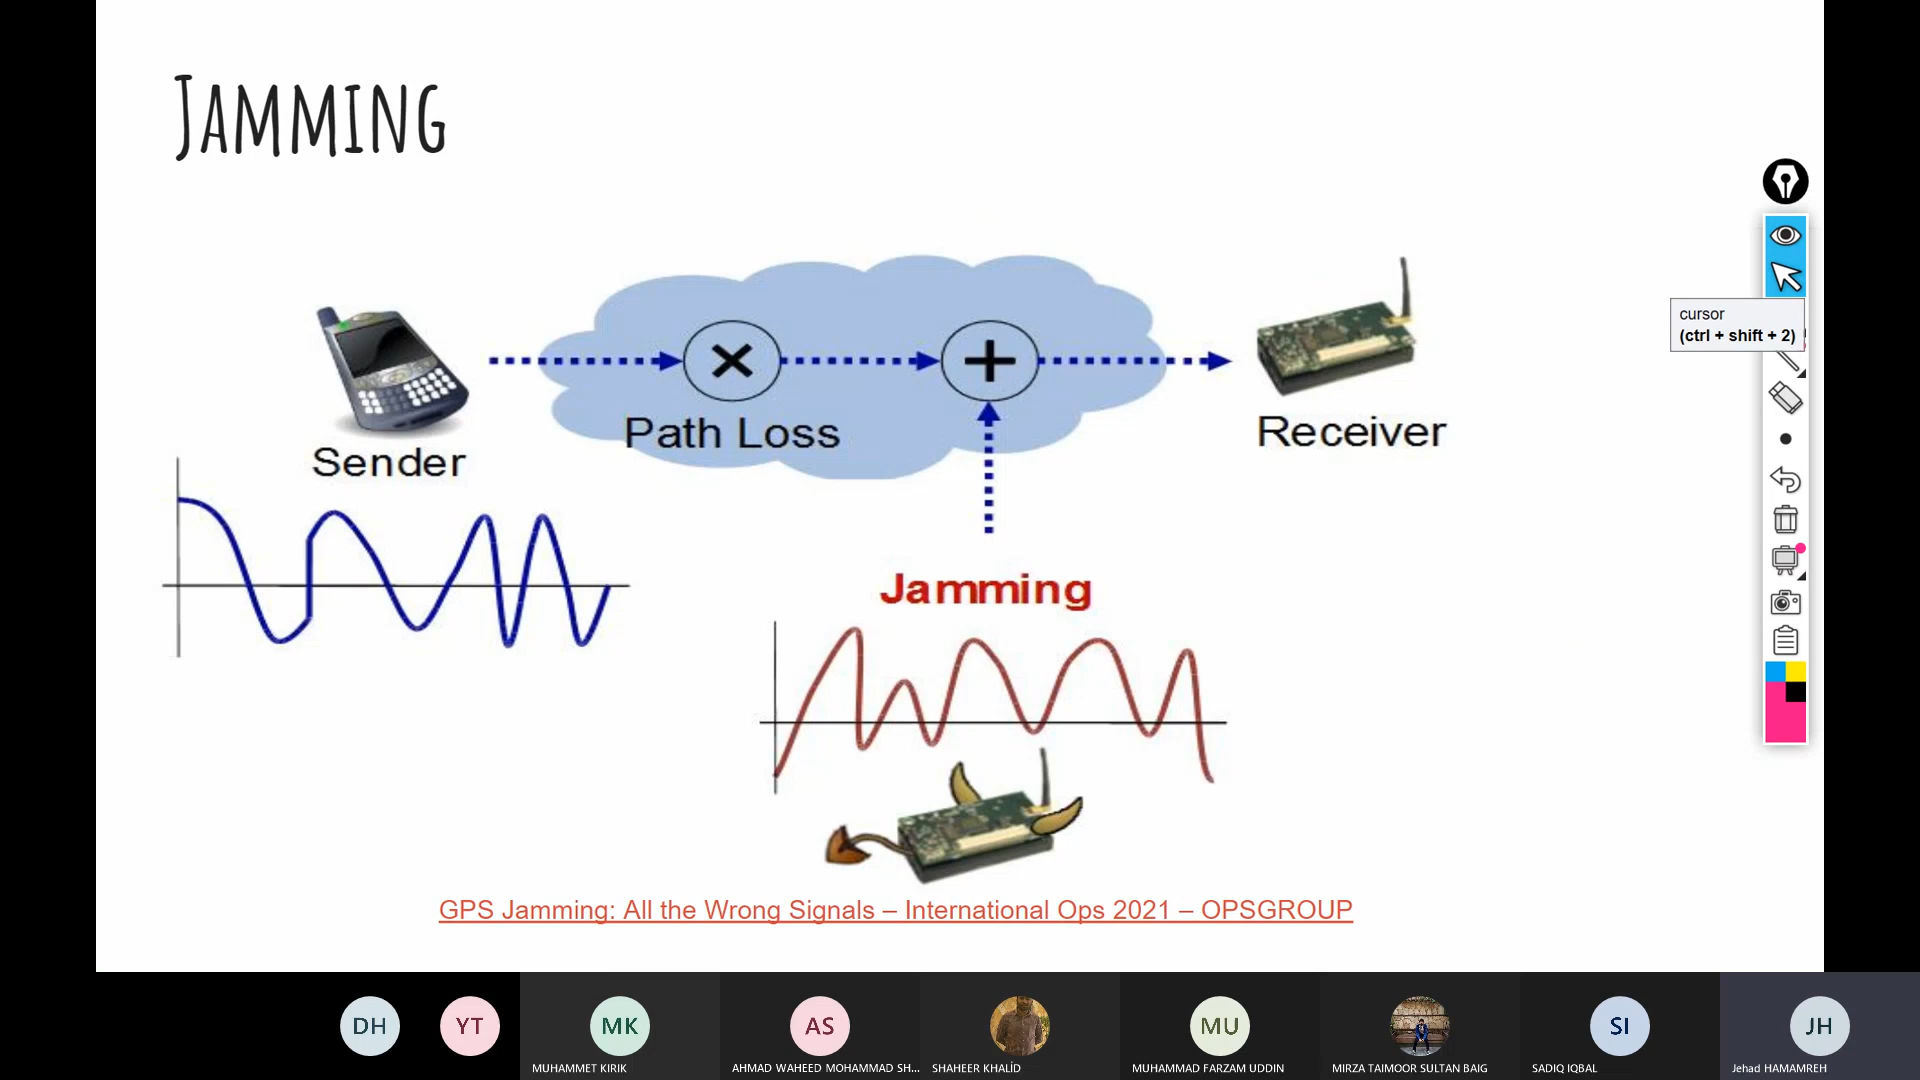 JAMMING
cursor
(ctrl + shift + 2)
Path Loss
Receiver
Sender
Jamming
GPS Jamming: All the Wrong Signals – International Ops 2021 – OPSGROUP
DH
YT
MK
AS
MU
SI
JH
MUHAMMET KIRIK
AHMAD WAHEED MOHAMMAD SH...
SHAHEER KHALİD
MUHAMMAD FARZAM UDDIN
MIRZA TAIMOOR SULTAN BAIG
SADIQ IQBAL
Jehad HAMAMREH